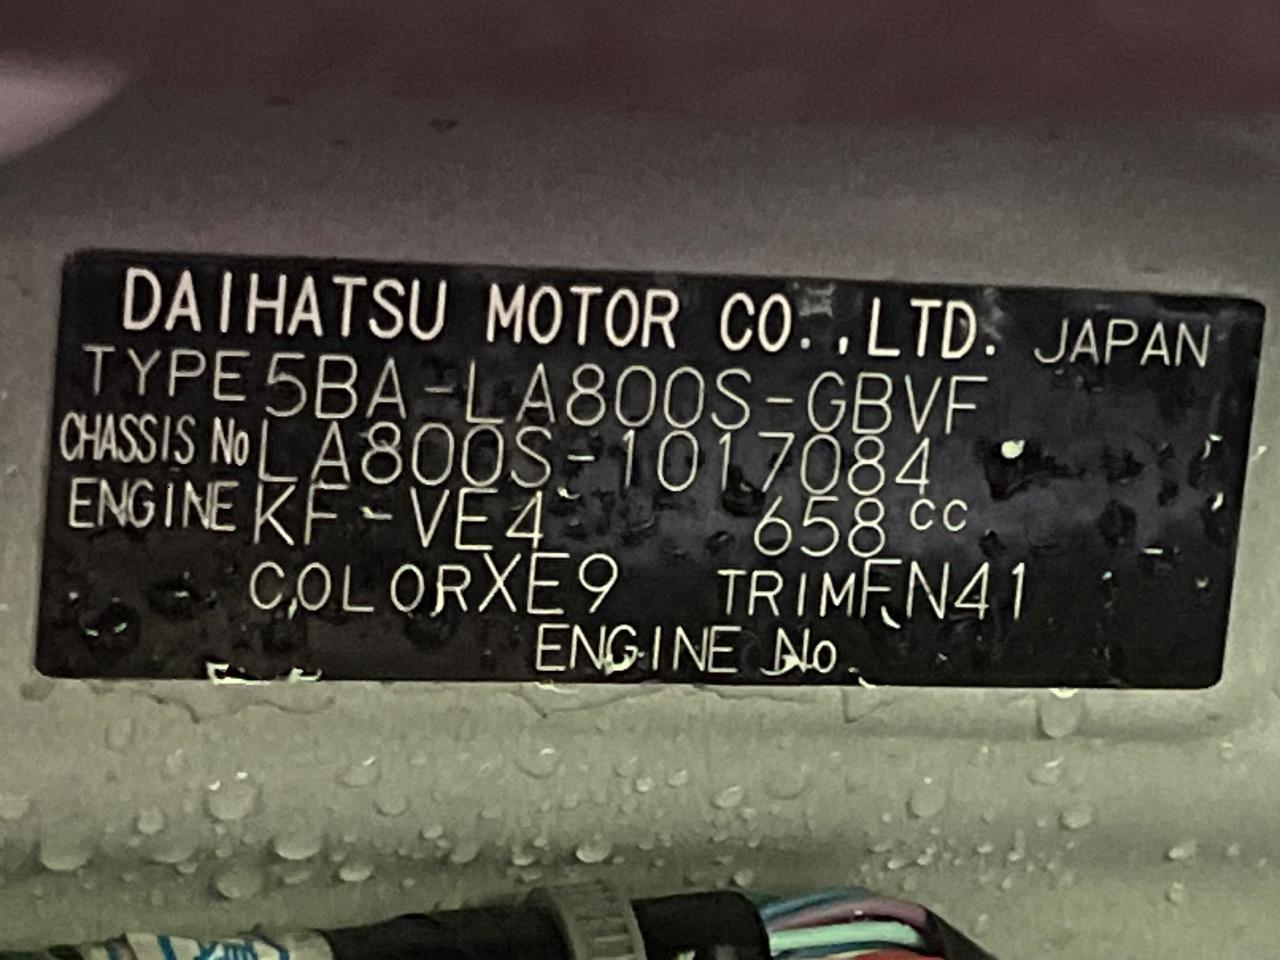 DAIHATSU MOTOR CO.,LTD. JAPAN
TYPE 5BA-LA800S-GBVF
CHASSIS No LA800S-1017084
ENGINE KF-VE4 658 cc
COLOR XE9 TRIM FN41
ENGINE No.